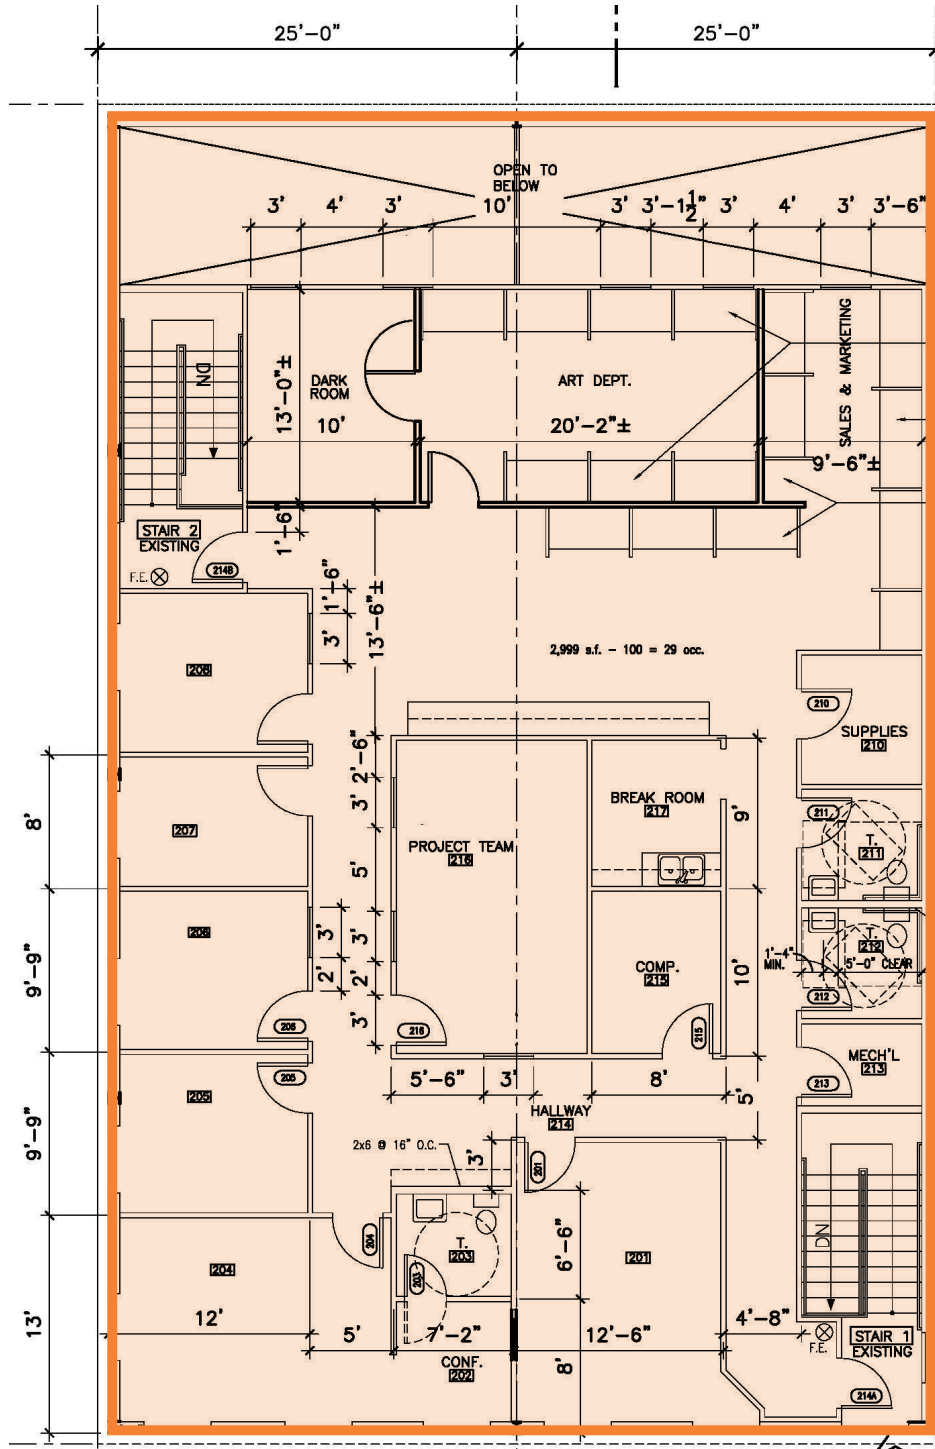 25'-0"
25'-0"
OPEN TO
BELOW
3'
4'
3'
10'
3'
3'-1 1/2"
3'
4'
3'
3'-6"
DN
13'-0"±
DARK
ROOM
10'
ART DEPT.
20'-2"±
SALES & MARKETING
9'-6"±
STAIR 2
EXISTING
1'-6"
F.E.
214B
1'-6"
13'-6"±
3'
2,999 s.f. - 100 = 29 occ.
210
SUPPLIES
210
2'-6"
3'
BREAK ROOM
217
9'
211
T.
211
8'
207
PROJECT TEAM
216
5'
208
3'
3'
9'-9"
2'
2'
COMP.
215
10'
1'-4"
MIN.
T.
212
5'-0" CLEAR
212
206
3'
216
215
205
205
MECH'L
213
213
5'-6"
3'
8'
5'
9'-9"
HALLWAY
214
2x6 @ 16" O.C.
3'
201
204
204
T.
203
203
6'-6"
201
DN
13'
12'
5'
7'-2"
12'-6"
4'-8"
F.E.
STAIR 1
EXISTING
CONF.
202
8'
214A